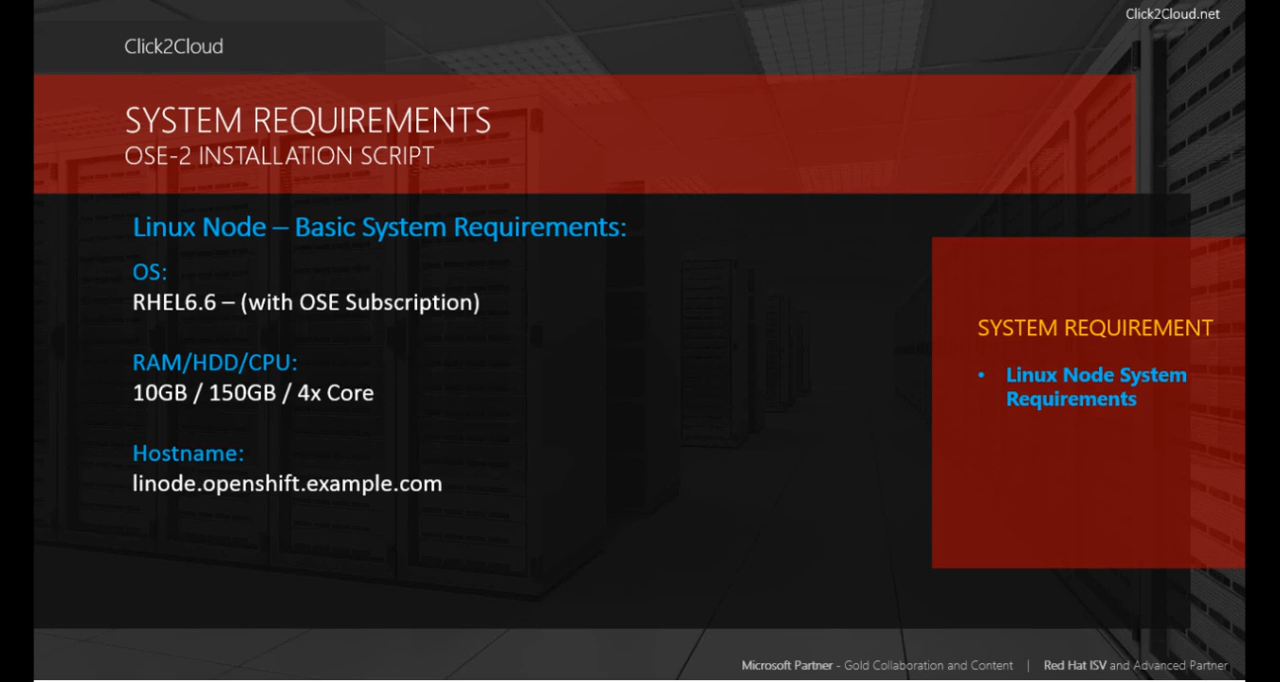 Click2Cloud.net
Click2Cloud
SYSTEM REQUIREMENTS
OSE-2 INSTALLATION SCRIPT
Linux Node – Basic System Requirements:
OS:
RHEL6.6 – (with OSE Subscription)
RAM/HDD/CPU:
10GB / 150GB / 4x Core
Hostname:
linode.openshift.example.com
SYSTEM REQUIREMENT
• Linux Node System
Requirements
Microsoft Partner - Gold Collaboration and Content | Red Hat ISV and Advanced Partner